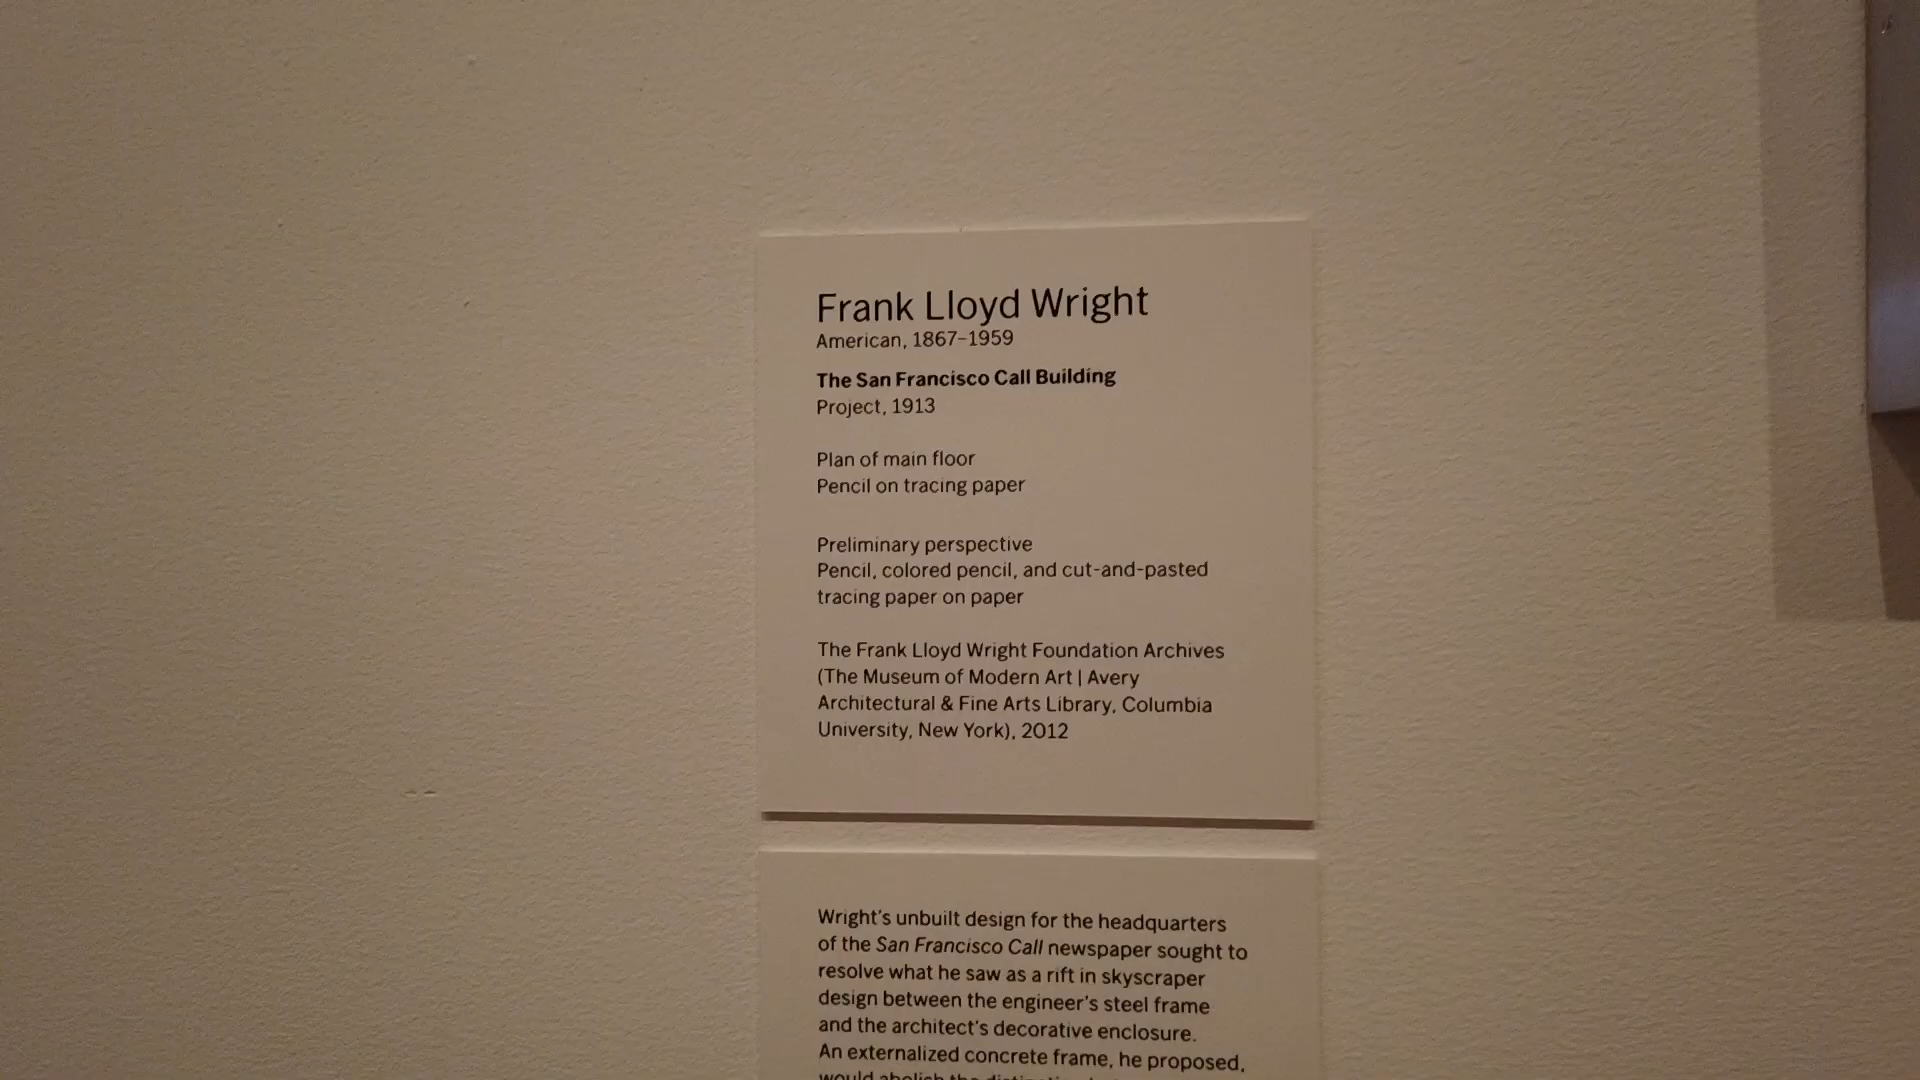 Frank Lloyd Wright
American, 1867–1959
The San Francisco Call Building
Project, 1913
Plan of main floor
Pencil on tracing paper
Preliminary perspective
Pencil, colored pencil, and cut-and-pasted
tracing paper on paper
The Frank Lloyd Wright Foundation Archives
(The Museum of Modern Art | Avery
Architectural & Fine Arts Library, Columbia
University, New York), 2012
Wright's unbuilt design for the headquarters
of the San Francisco Call newspaper sought to
resolve what he saw as a rift in skyscraper
design between the engineer's steel frame
and the architect's decorative enclosure.
An externalized concrete frame, he proposed,
would abolish the